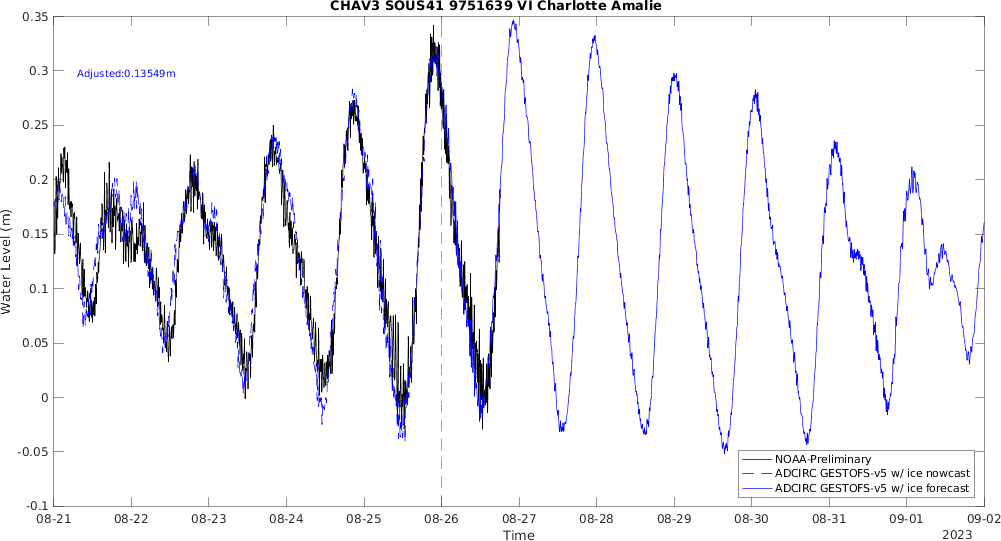 CHAV3 SOUS41 9751639 VI Charlotte Amalie
0.35
0.3
0.25
0.2
0.15
0.1
0.05
0
-0.05
-0.1
Water Level (m)
Adjusted:0.13549m
NOAA-Preliminary
ADCIRC GESTOFS-v5 w/ ice nowcast
ADCIRC GESTOFS-v5 w/ ice forecast
08-21 08-22 08-23 08-24 08-25 08-26 08-27 08-28 08-29 08-30 08-31 09-01 09-02
Time
2023